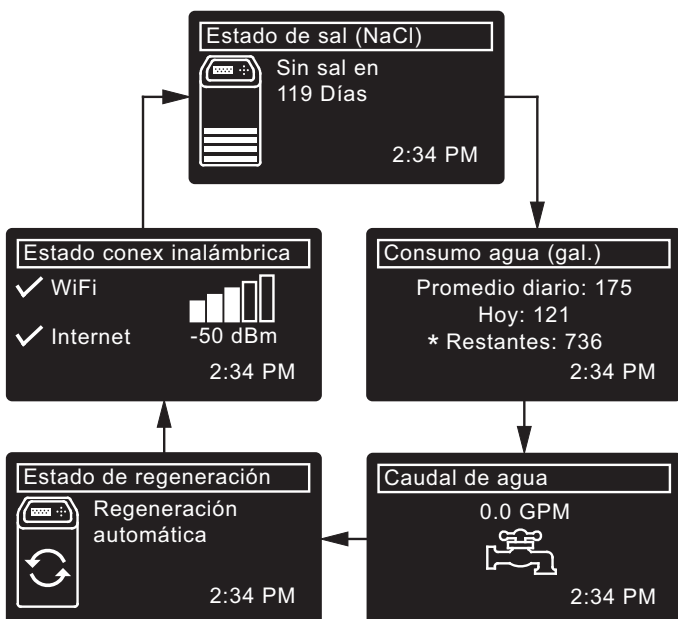 Estado de sal (NaCl)
Sin sal en
119 Días
2:34 PM
Estado conex inalámbrica
WiFi
Internet
-50 dBm
2:34 PM
Consumo agua (gal.)
Promedio diario: 175
Hoy: 121
* Restantes: 736
2:34 PM
Estado de regeneración
Regeneración
automática
2:34 PM
Caudal de agua
0.0 GPM
2:34 PM